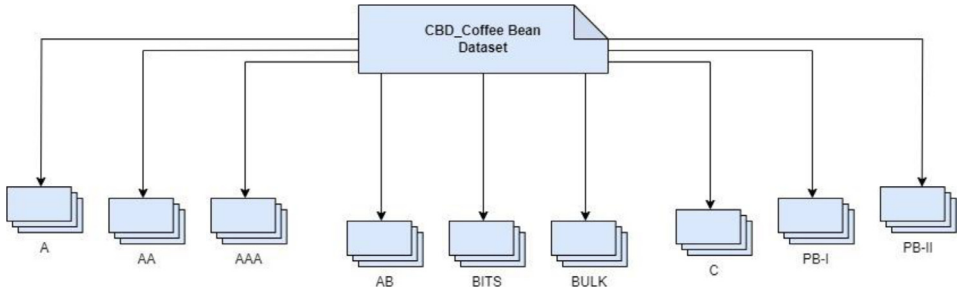 CBD_Coffee Bean
Dataset
A
AA
AAA
AB
BITS
BULK
C
PB-I
PB-II